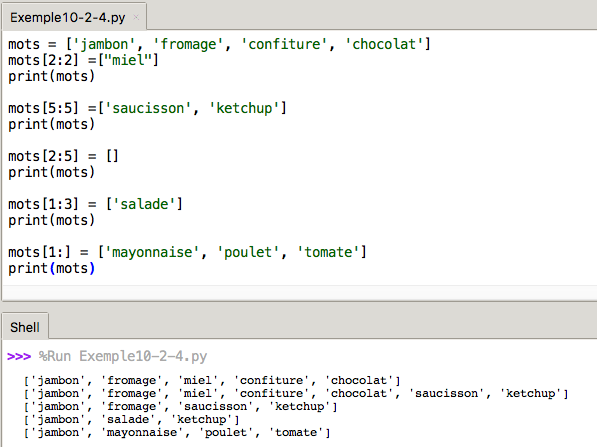 Exemple10-2-4.py ×
mots = ['jambon', 'fromage', 'confiture', 'chocolat']
mots[2:2] =["miel"]
print(mots)
mots[5:5] =['saucisson', 'ketchup']
print(mots)
mots[2:5] = []
print(mots)
mots[1:3] = ['salade']
print(mots)
mots[1:] = ['mayonnaise', 'poulet', 'tomate']
print(mots)
Shell
>>> %Run Exemple10-2-4.py
['jambon', 'fromage', 'miel', 'confiture', 'chocolat']
['jambon', 'fromage', 'miel', 'confiture', 'chocolat', 'saucisson', 'ketchup']
['jambon', 'fromage', 'saucisson', 'ketchup']
['jambon', 'salade', 'ketchup']
['jambon', 'mayonnaise', 'poulet', 'tomate']